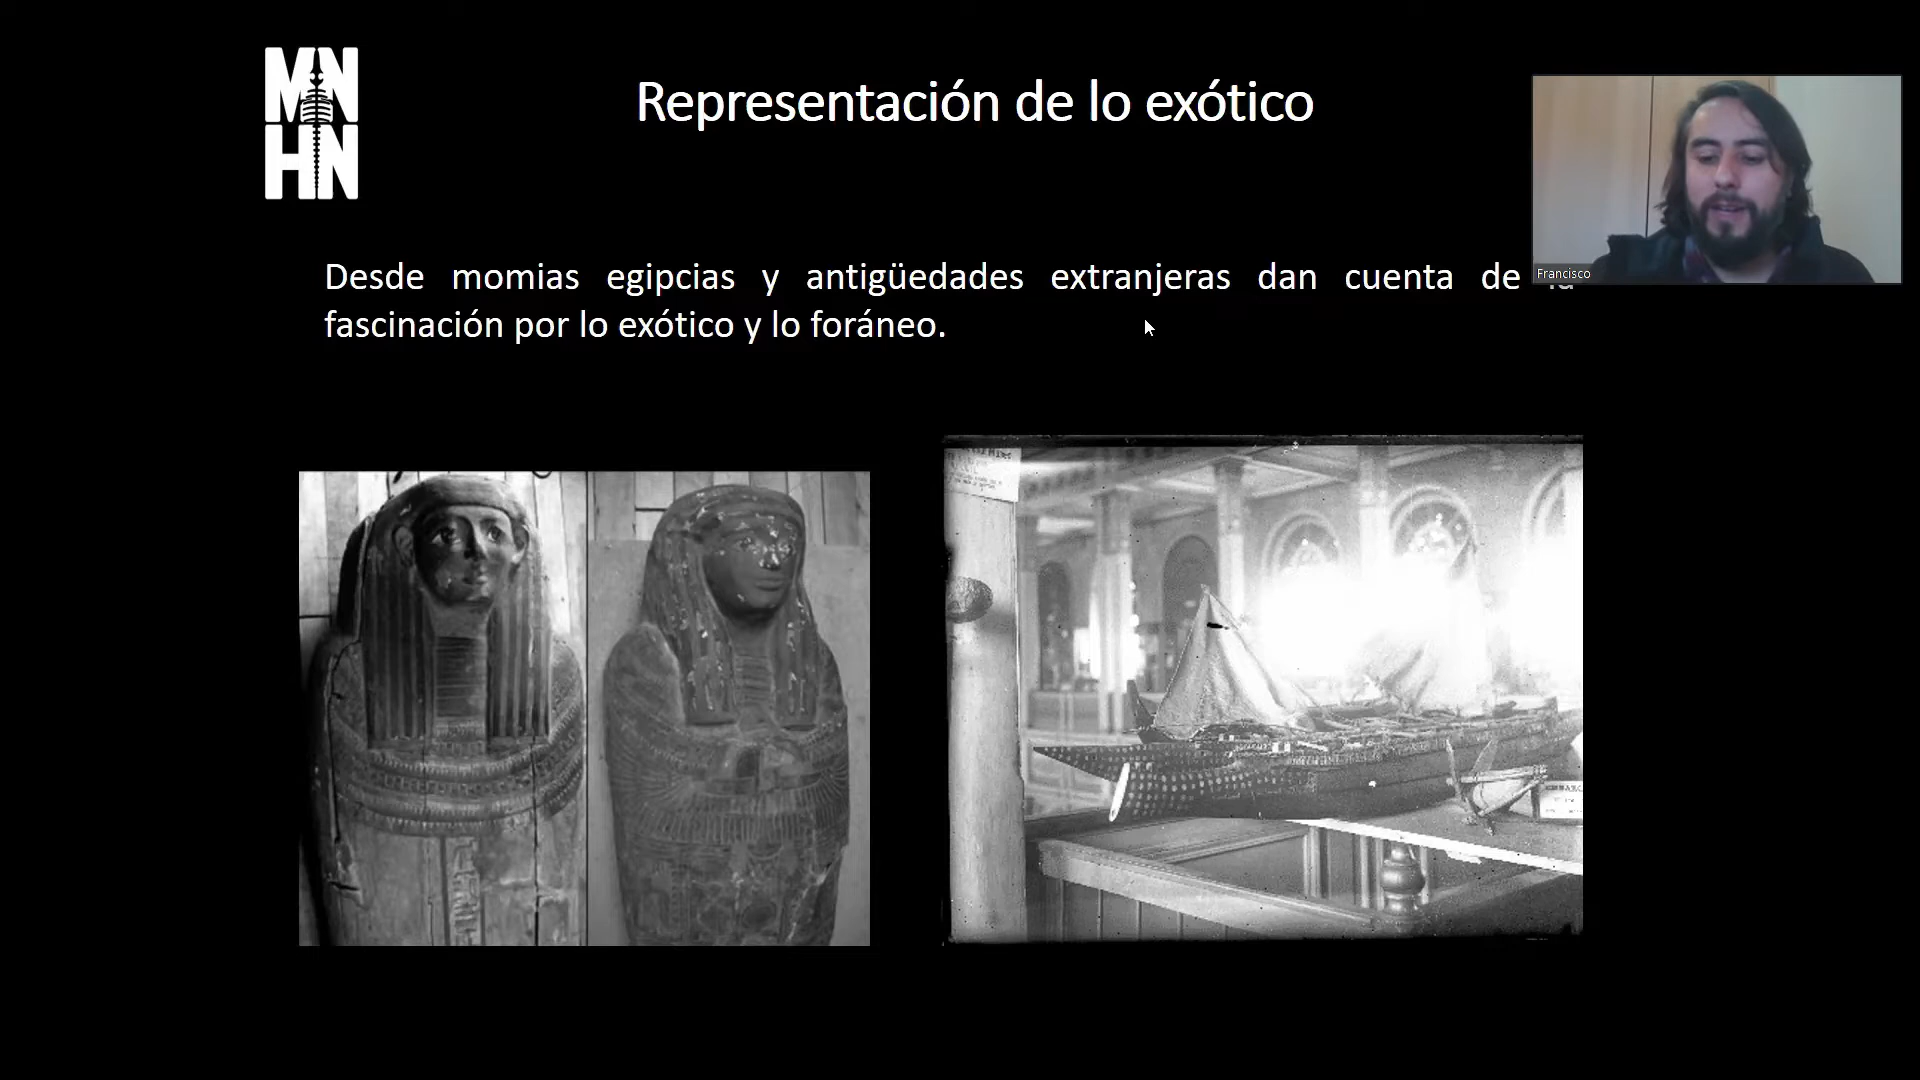 MN
HN
Representación de lo exótico
Desde momias egipcias y antigüedades extranjeras dan cuenta de la
fascinación por lo exótico y lo foráneo.
Francisco